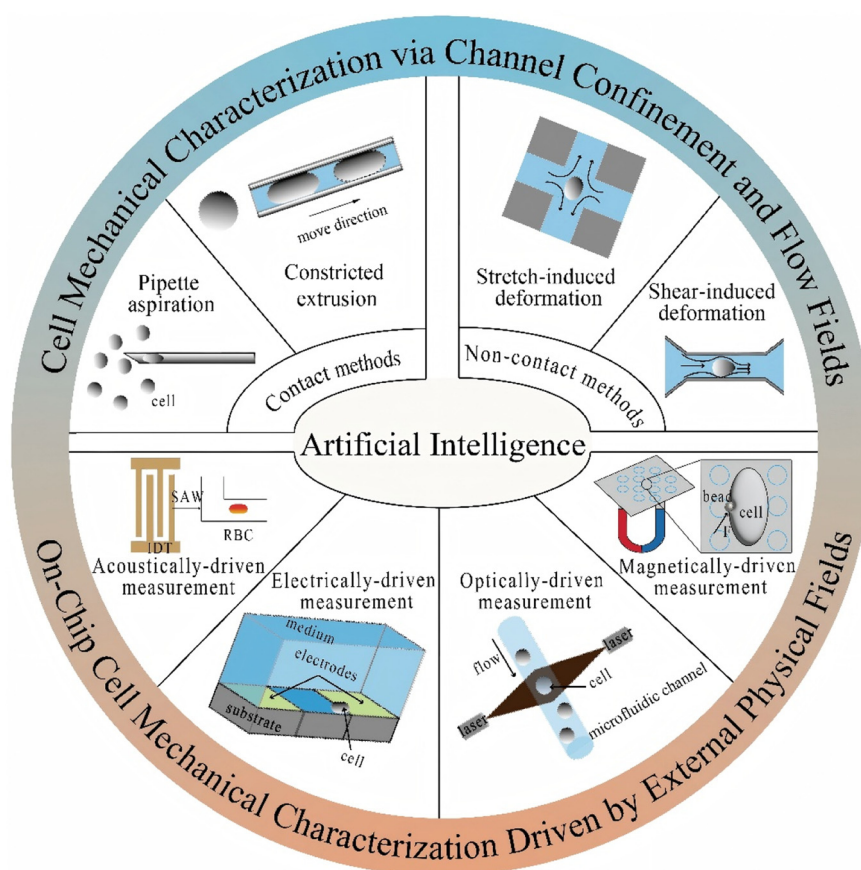 Cell Mechanical Characterization via Channel Confinement and Flow Fields
move direction
Constricted
extrusion
Pipette
aspiration
cell
Contact methods
Stretch-induced
deformation
Shear-induced
deformation
Non-contact methods
Artificial Intelligence
SAW
IDT
RBC
Acoustically-driven
measurement
Electrically-driven
measurement
medium
electrodes
substrate
cell
Optically-driven
measurement
laser
flow
cell
laser
microfluidic channel
bead
cell
F
Magnetically-driven
measurement
On-Chip Cell Mechanical Characterization Driven by External Physical Fields